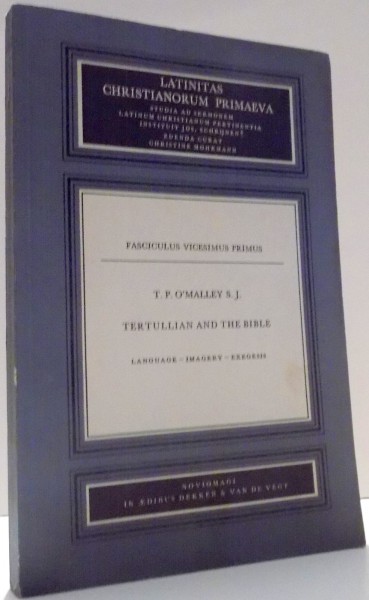 LATINITAS
CHRISTIANORUM PRIMAEVA
STUDIA AD SERMONEM
LATINUM CHRISTIANUM PERTINENTIA
INSTITUIT JOS. SCHRIJNEN†
EDENDA CURAT
CHRISTINE MOHRMANN
FASCICULUS VICESIMUS PRIMUS
T. P. O'MALLEY S. J.
TERTULLIAN AND THE BIBLE
LANGUAGE – IMAGERY – EXEGESIS
NOVIOMAGI
IN ÆDIBUS DEKKER & VAN DE VEGT